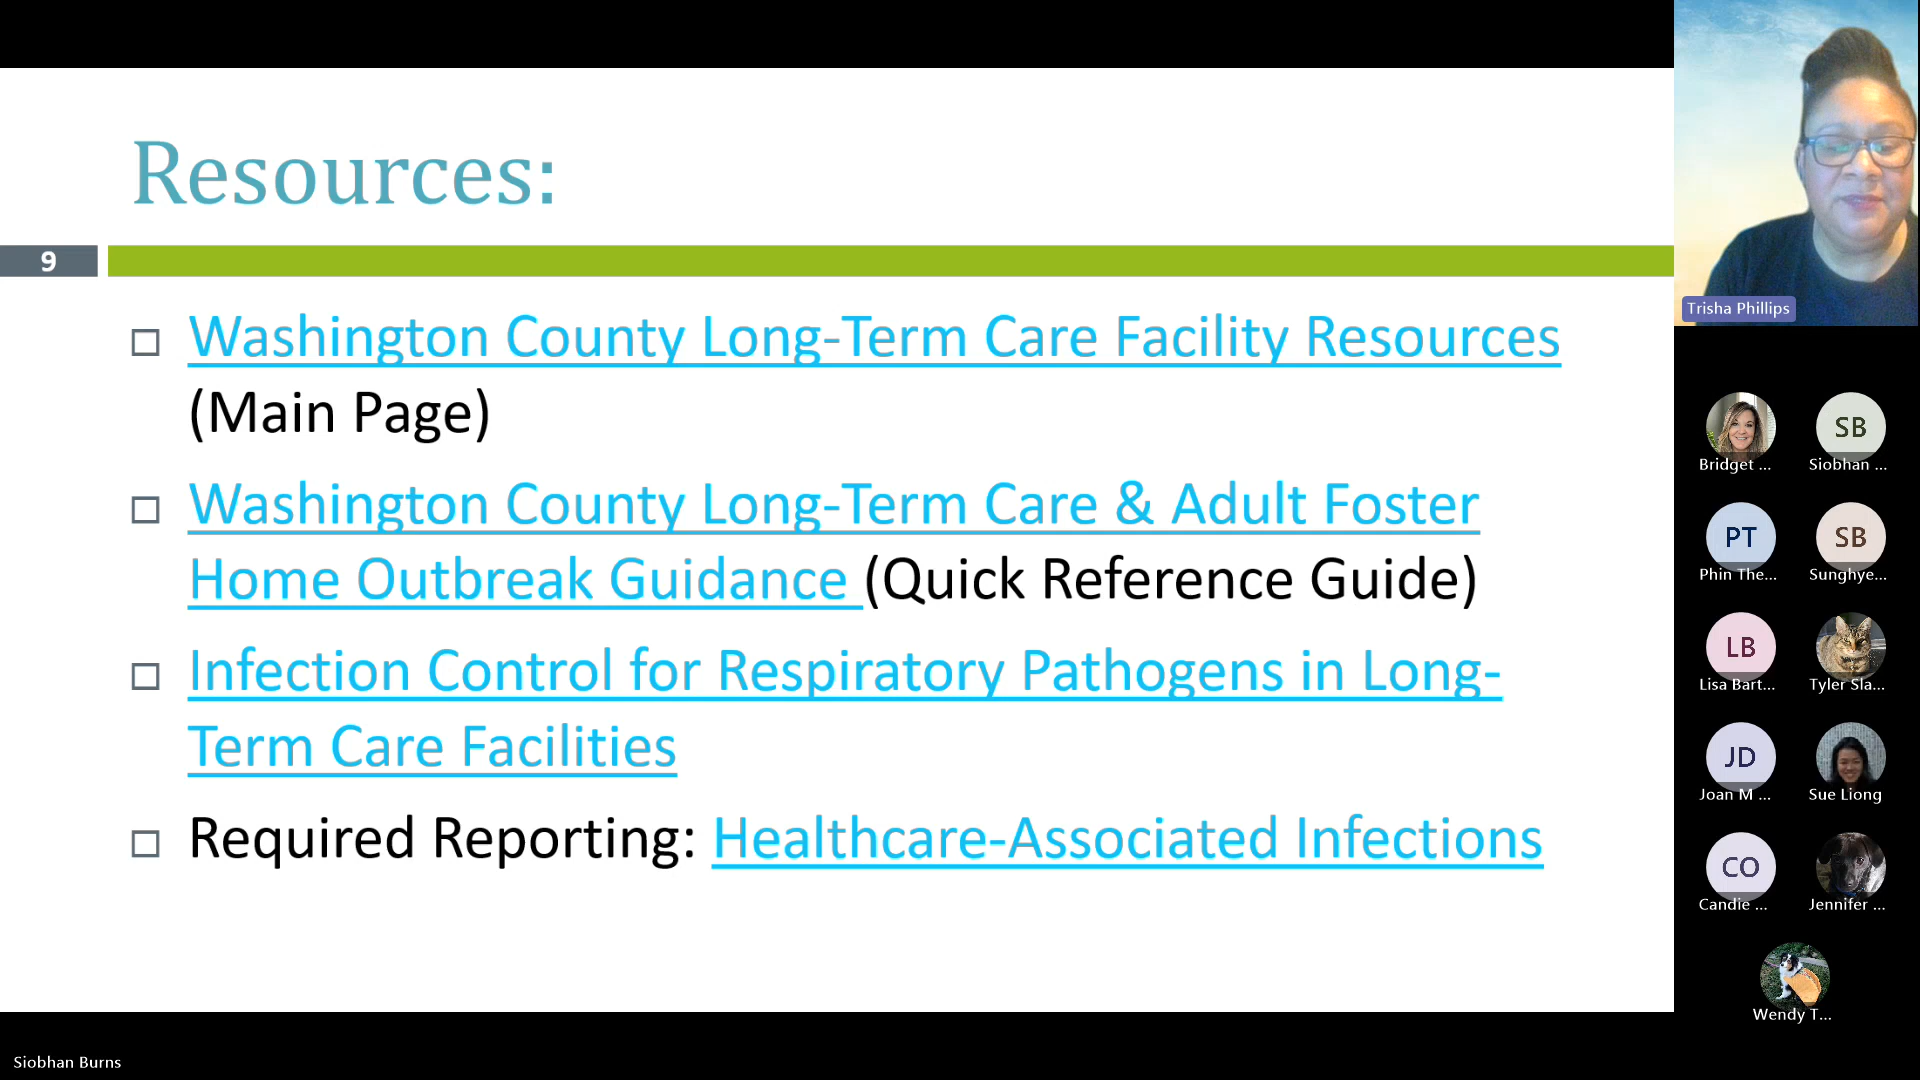 Resources:
9
Washington County Long-Term Care Facility Resources
(Main Page)
Washington County Long-Term Care & Adult Foster
Home Outbreak Guidance (Quick Reference Guide)
Infection Control for Respiratory Pathogens in Long-
Term Care Facilities
Required Reporting: Healthcare-Associated Infections
Trisha Phillips
Bridget ...
SB
Siobhan ...
PT
Phin The...
SB
Sunghye...
LB
Lisa Bart...
Tyler Sla...
JD
Joan M ...
Sue Liong
CO
Candie ...
Jennifer ...
Wendy T...
Siobhan Burns